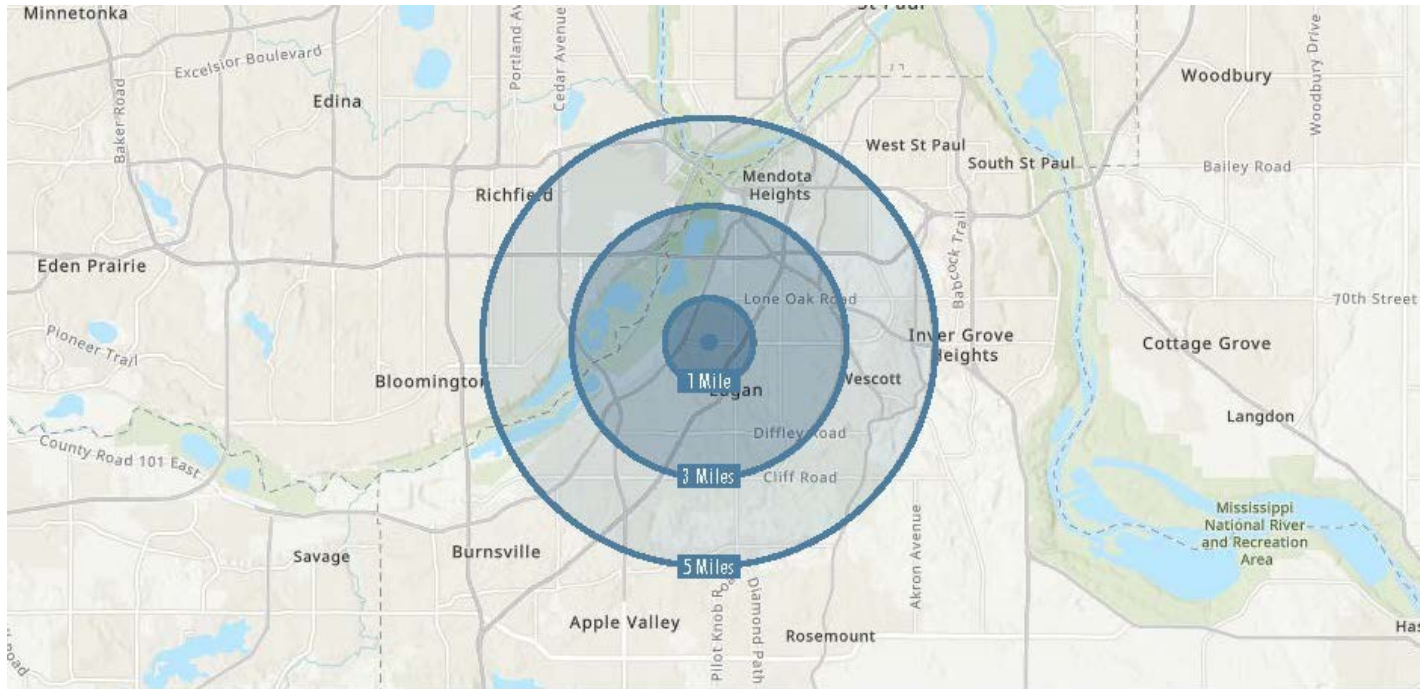 Minnetonka
St Paul
Portland Av
Cedar Avenue
Excelsior Boulevard
Woodbury
Woodbury Drive
Edina
Baker Road
West St Paul
South St Paul
Bailey Road
Mendota
Heights
Richfield
Babcock Trail
Eden Prairie
Lone Oak Road
70th Street
Pioneer Trail
Inver Grove
Heights
Cottage Grove
Bloomington
1 Mile
Eagan
Wescott
Langdon
County Road 101 East
Diffley Road
3 Miles
Cliff Road
Mississippi
National River
and Recreation
Area
Akron Avenue
Savage
Burnsville
5 Miles
Apple Valley
Pilot Knob R
Diamond Path
Rosemount
Has